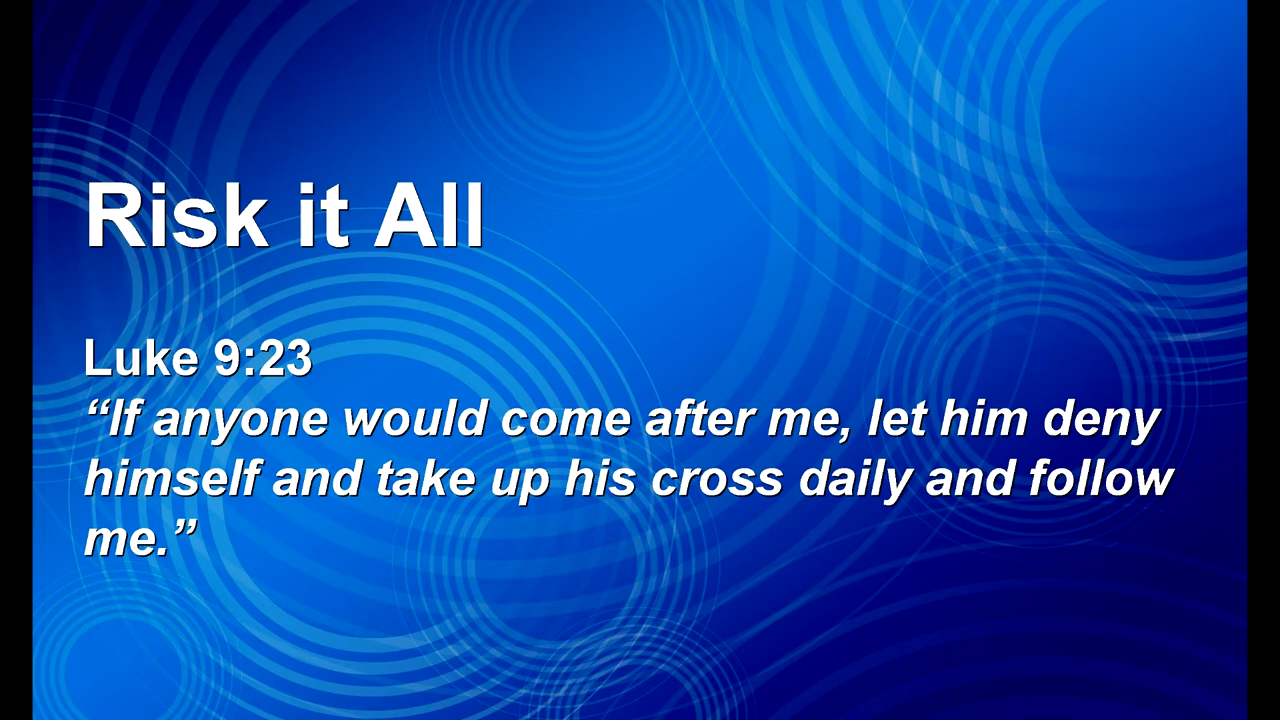 Risk it All
Luke 9:23
“If anyone would come after me, let him deny
himself and take up his cross daily and follow
me.”